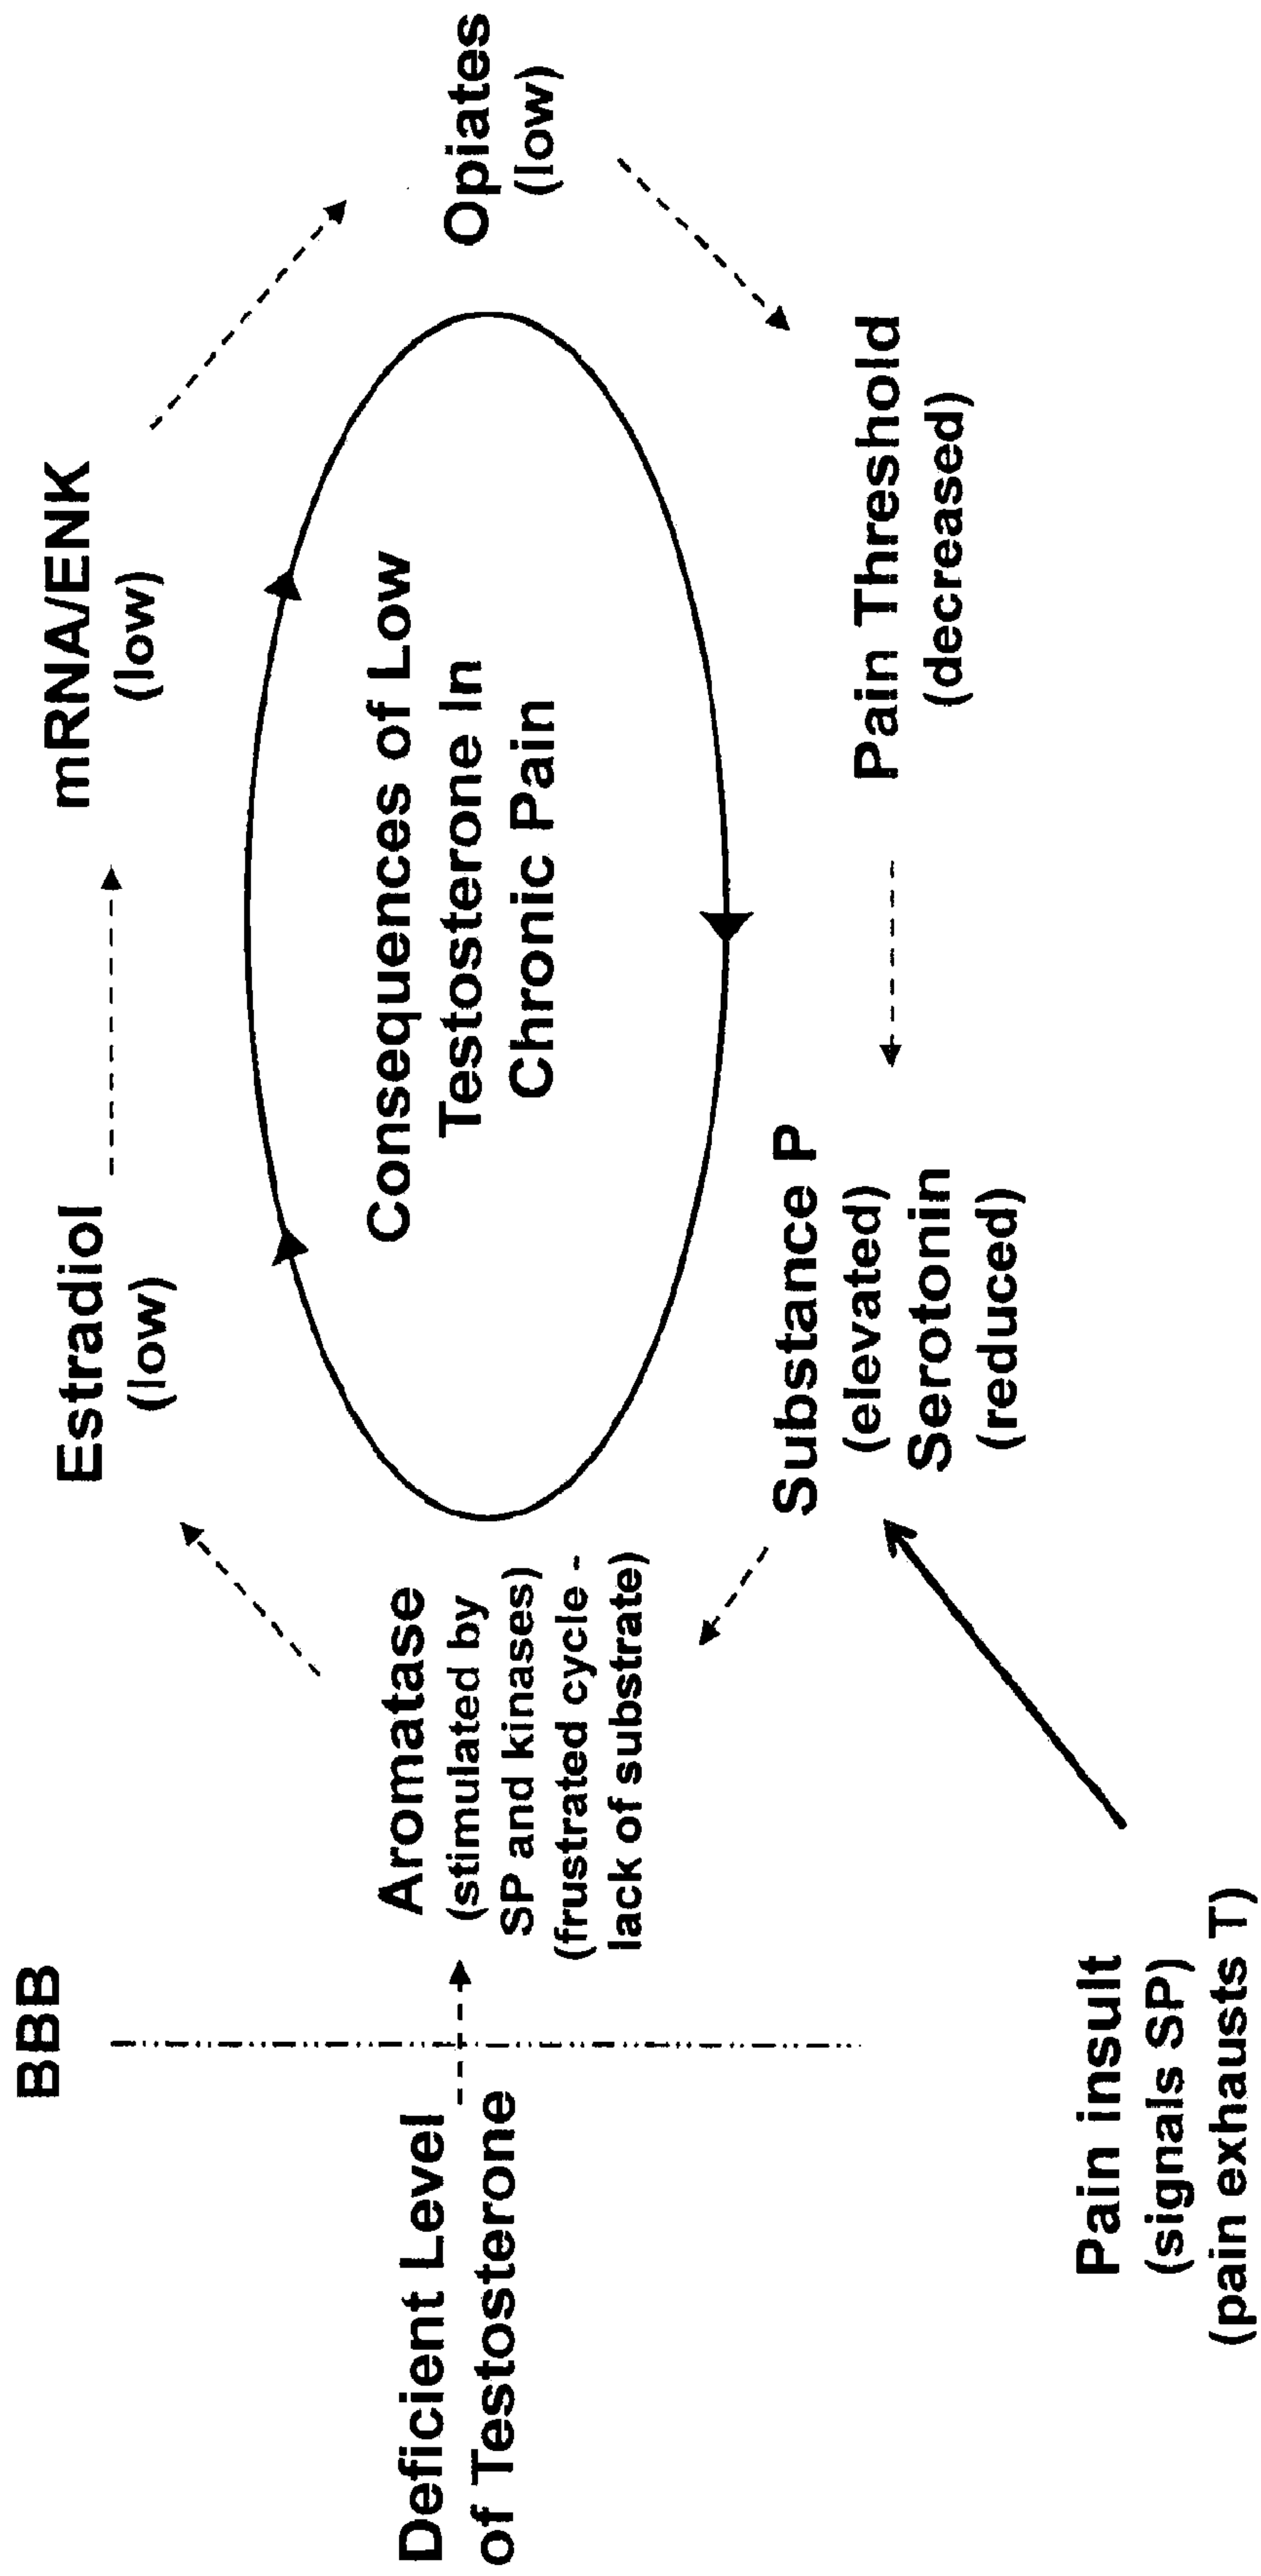 BBB
Estradiol
(low)
mRNA/ENK
(low)
Deficient Level
of Testosterone
Aromatase
(stimulated by
SP and kinases)
(frustrated cycle -
lack of substrate)
Consequences of Low
Testosterone In
Chronic Pain
Opiates
(low)
Substance P
(elevated)
Serotonin
(reduced)
Pain Threshold
(decreased)
Pain insult
(signals SP)
(pain exhausts T)